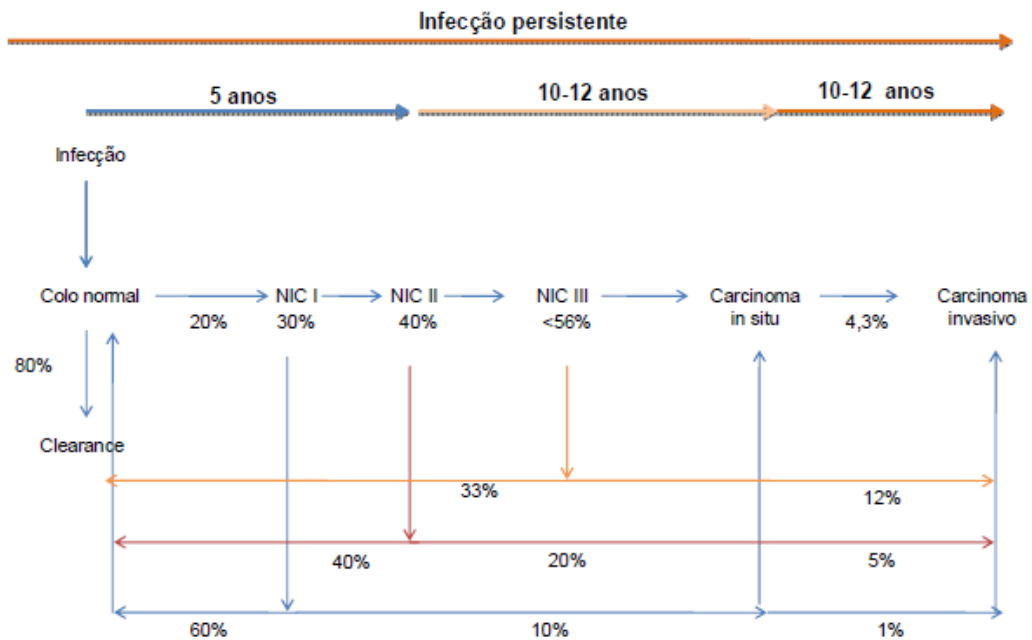 Infecção persistente
5 anos
10-12 anos
10-12 anos
Infecção
Colo normal
NIC I
NIC II
NIC III
Carcinoma
in situ
Carcinoma
invasivo
20%
30%
40%
<56%
4,3%
80%
Clearance
33%
12%
40%
20%
5%
60%
10%
1%